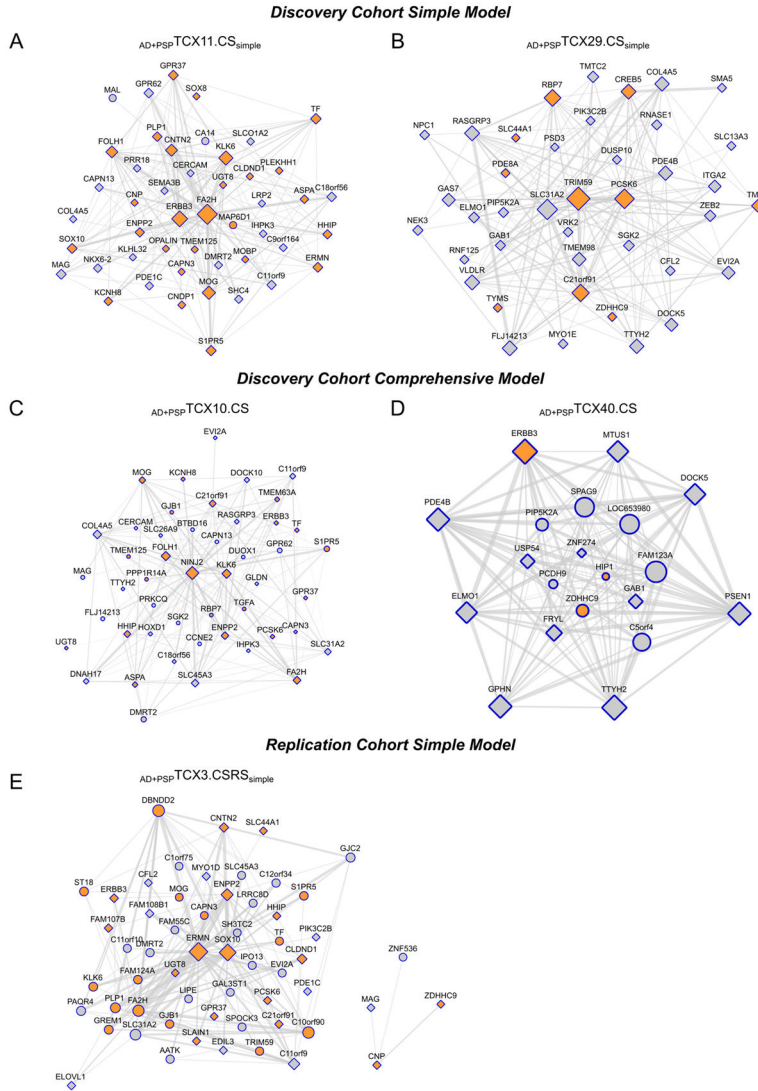 Discovery Cohort Simple Model
A
AD+PSPTCX11.CSsimple
GPR37
MAL
GPR62
SOX8
TF
PLP1
CA14
SLCO1A2
FOLH1
CNTN2
KLK6
PRR18
CERCAM
CLDND1
PLEKHH1
UGT8
CAPN13
SEMA3B
FA2H
LRP2
ASPA
C18orf56
CNP
COL4A5
ERBB3
MAP6D1
ENPP2
IHPK3
HHIP
SOX10
OPALIN
TMEM125
C9orf164
KLHL32
MOBP
NKX6-2
DMRT2
ERMN
MAG
CAPN3
PDE1C
MOG
C11orf9
SHC4
KCNH8
CNDP1
S1PR5
B
AD+PSPTCX29.CSsimple
TMTC2
RBP7
CREB5
COL4A5
SMA5
PIK3C2B
NPC1
RASGRP3
RNASE1
SLC44A1
PSD3
SLC13A3
DUSP10
PDE8A
PDE4B
TRIM59
PCSK6
ITGA2
GAS7
SLC31A2
TM
PIP5K2A
ELMO1
ZEB2
NEK3
VRK2
GAB1
SGK2
RNF125
TMEM98
CFL2
VLDLR
EVI2A
C21orf91
TYMS
ZDHHC9
DOCK5
FLJ14213
MYO1E
TTYH2
Discovery Cohort Comprehensive Model
C
AD+PSPTCX10.CS
EVI2A
MOG
KCNH8
DOCK10
C11orf9
C21orf91
TMEM63A
GJB1
COL4A5
CERCAM
BTBD16
RASGRP3
ERBB3
TF
SLC26A9
CAPN13
GPR62
S1PR5
TMEM125
FOLH1
DUOX1
MAG
PPP1R14A
NINJ2
KLK6
GLDN
TTYH2
GPR37
PRKCQ
RBP7
TGFA
FLJ14213
SGK2
HHIP
HOXD1
ENPP2
PCSK6
CAPN3
UGT8
CCNE2
IHPK3
SLC31A2
C18orf56
DNAH17
ASPA
SLC45A3
FA2H
DMRT2
D
AD+PSPTCX40.CS
ERBB3
MTUS1
DOCK5
SPAG9
PDE4B
PIP5K2A
LOC653980
USP54
ZNF274
FAM123A
PCDH9
HIP1
ELMO1
GAB1
PSEN1
ZDHHC9
FRYL
C5orf4
GPHN
TTYH2
Replication Cohort Simple Model
E
AD+PSPTCX3.CSRSsimple
DBNDD2
CNTN2
SLC44A1
GJC2
C1orf75
SLC45A3
CFL2
MYO1D
C12orf34
ST18
ERBB3
MOG
ENPP2
LRRC8D
S1PR5
CAPN3
HHIP
FAM108B1
FAM107B
FAM55C
SH3TC2
PIK3C2B
C11orf10
DMRT2
ERMN
SOX10
TF
ZNF536
IPO13
CLDND1
KLK6
FAM124A
UGT8
EVI2A
PAQR4
PLP1
FA2H
LIPE
GAL3ST1
PCSK6
PDE1C
MAG
ZDHHC9
GREM1
SLC31A2
GJB1
GPR37
SPOCK3
C21orf91
C10orf90
SLAIN1
TRIM59
AATK
EDIL3
C11orf9
CNP
ELOVL1